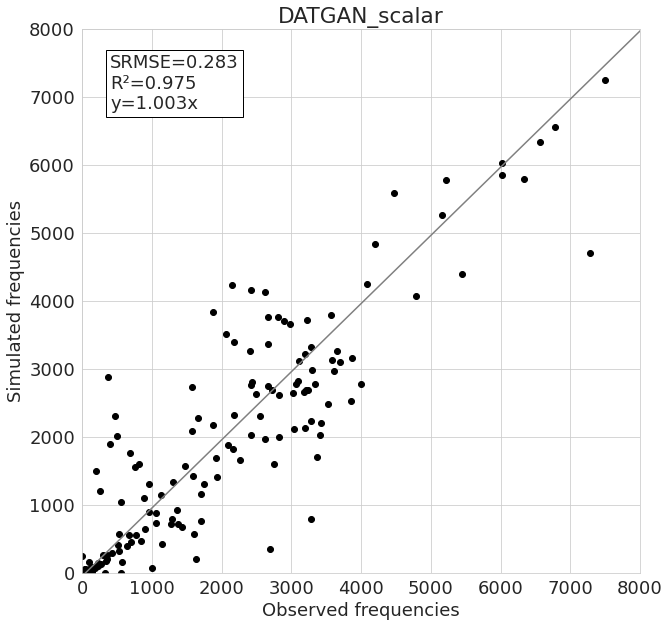 DATGAN_scalar
8000
7000
6000
5000
4000
3000
2000
1000
0
SRMSE=0.283
R²=0.975
y=1.003x
Simulated frequencies
0 1000 2000 3000 4000 5000 6000 7000 8000
Observed frequencies